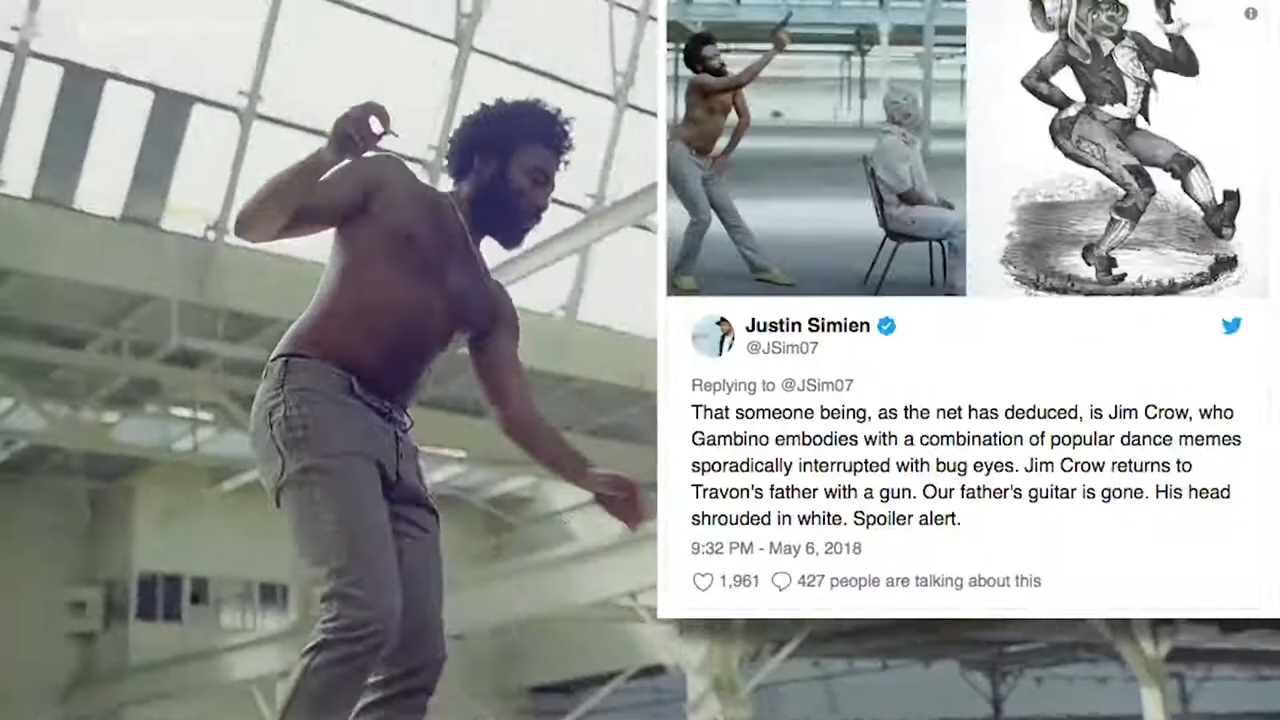 Justin Simien
@JSim07
Replying to @JSim07
That someone being, as the net has deduced, is Jim Crow, who
Gambino embodies with a combination of popular dance memes
sporadically interrupted with bug eyes. Jim Crow returns to
Travon's father with a gun. Our father's guitar is gone. His head
shrouded in white. Spoiler alert.
9:32 PM - May 6, 2018
1,961 427 people are talking about this